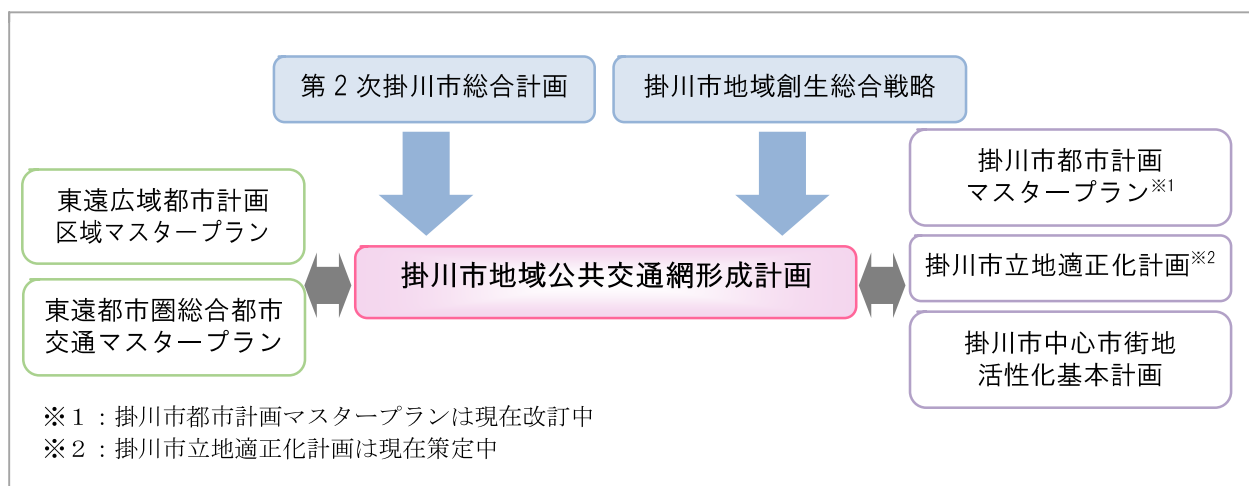 第２次掛川市総合計画
掛川市地域創生総合戦略
東遠広域都市計画
区域マスタープラン
東遠都市圏総合都市
交通マスタープラン
掛川市地域公共交通網形成計画
掛川市都市計画
マスタープラン※1
掛川市立地適正化計画※2
掛川市中心市街地
活性化基本計画
※１：掛川市都市計画マスタープランは現在改訂中
※２：掛川市立地適正化計画は現在策定中